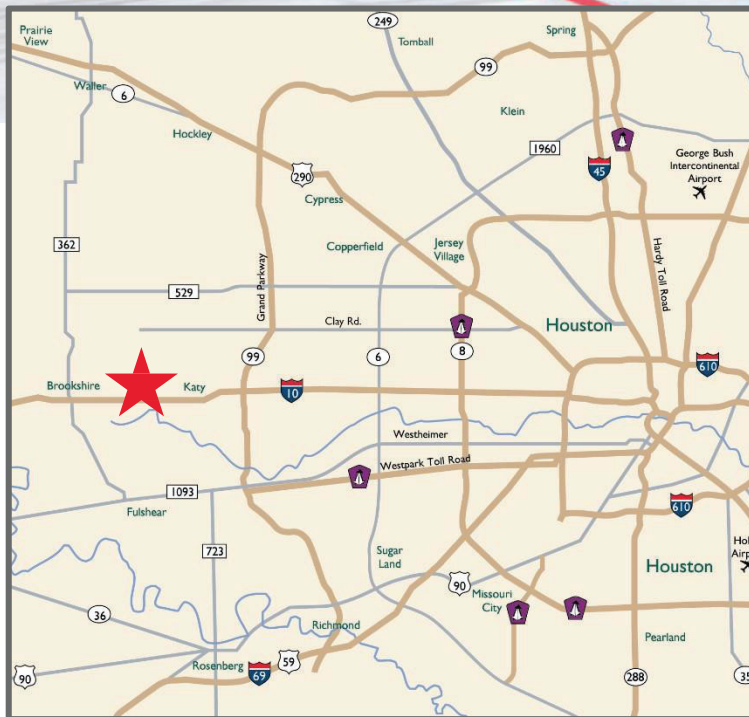 249
Spring
Prairie
View
Tomball
99
Waller
6
Klein
Hockley
1960
George Bush
Intercontinental
Airport
45
290
Cypress
362
Copperfield
Jersey
Village
Hardy Toll Road
Grand Parkway
529
Clay Rd.
Houston
99
6
8
610
Brookshire
Katy
10
Westheimer
Westpark Toll Road
1093
Fulshear
610
723
Sugar
Land
Houston
90
Missouri
City
36
Richmond
Pearland
Rosenberg
59
69
90
288